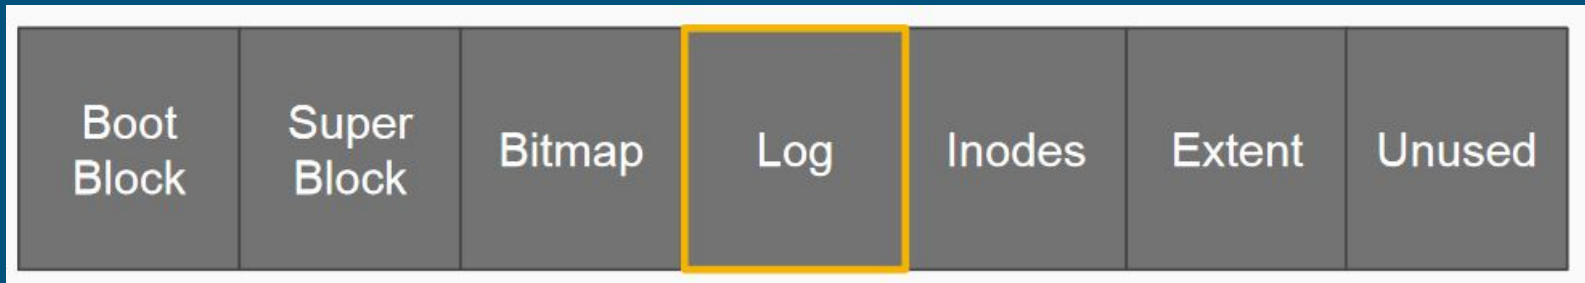 Boot
Block
Super
Block
Bitmap
Log
Inodes
Extent
Unused